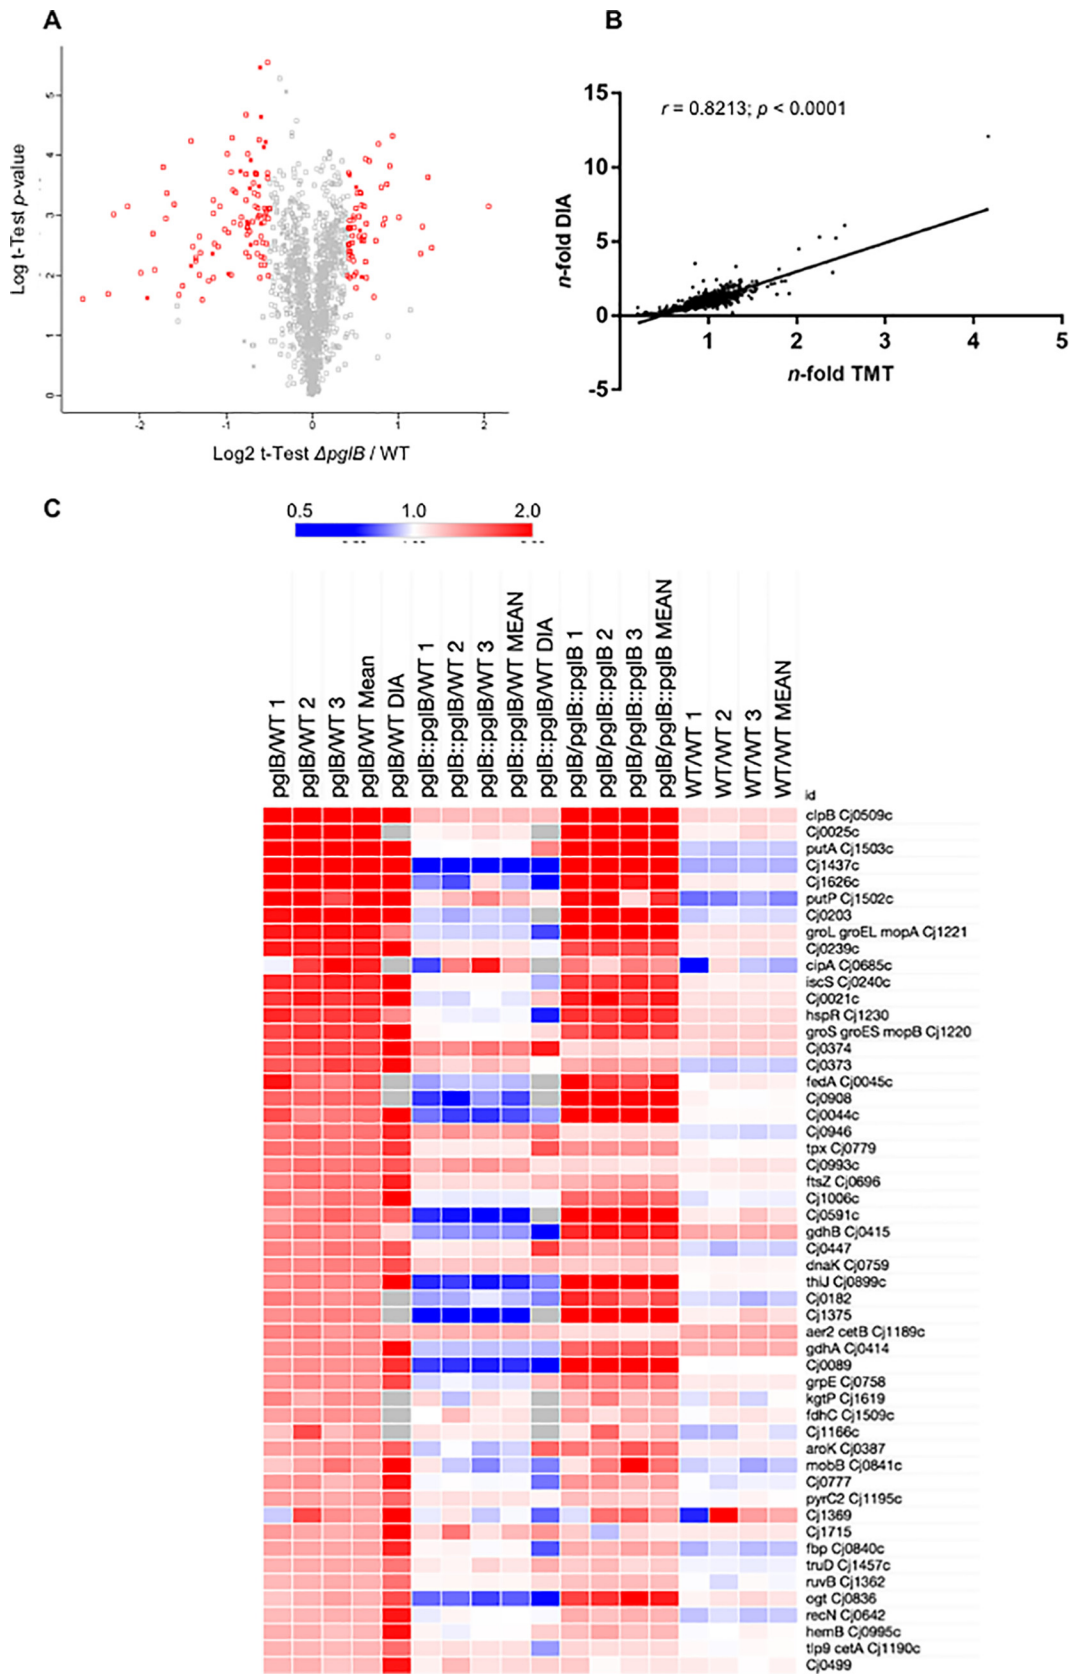 A
B
Log t-Test p-value
5
4
3
2
1
0
-2
-1
0
1
2
Log2 t-Test ΔpglB / WT
r = 0.8213; p < 0.0001
n-fold DIA
15
10
5
0
-5
1
2
3
4
5
n-fold TMT
C
0.5 1.0 2.0
pglB/WT 1
pglB/WT 2
pglB/WT 3
pglB/WT Mean
pglB/WT DIA
pglB::pglB/WT 1
pglB::pglB/WT 2
pglB::pglB/WT 3
pglB::pglB/WT MEAN
pglB::pglB/WT DIA
pglB/pglB::pglB 1
pglB/pglB::pglB 2
pglB/pglB::pglB 3
pglB/pglB::pglB MEAN
WT/WT 1
WT/WT 2
WT/WT 3
WT/WT MEAN
id
clpB Cj0509c
Cj0025c
putA Cj1503c
Cj1437c
Cj1626c
putP Cj1502c
Cj0203
groL groEL mopA Cj1221
Cj0239c
cipA Cj0685c
iscS Cj0240c
Cj0021c
hspR Cj1230
groS groES mopB Cj1220
Cj0374
Cj0373
fedA Cj0045c
Cj0908
Cj0044c
Cj0946
tpx Cj0779
Cj0993c
ftsZ Cj0696
Cj1006c
Cj0591c
gdhB Cj0415
Cj0447
dnaK Cj0759
thiJ Cj0899c
Cj0182
Cj1375
aer2 cetB Cj1189c
gdhA Cj0414
Cj0089
grpE Cj0758
kgtP Cj1619
fdhC Cj1509c
Cj1166c
aroK Cj0387
mobB Cj0841c
Cj0777
pyrC2 Cj1195c
Cj1369
Cj1715
fbp Cj0840c
truD Cj1457c
ruvB Cj1362
ogt Cj0836
recN Cj0642
hemB Cj0995c
tlp9 cetA Cj1190c
Cj0499